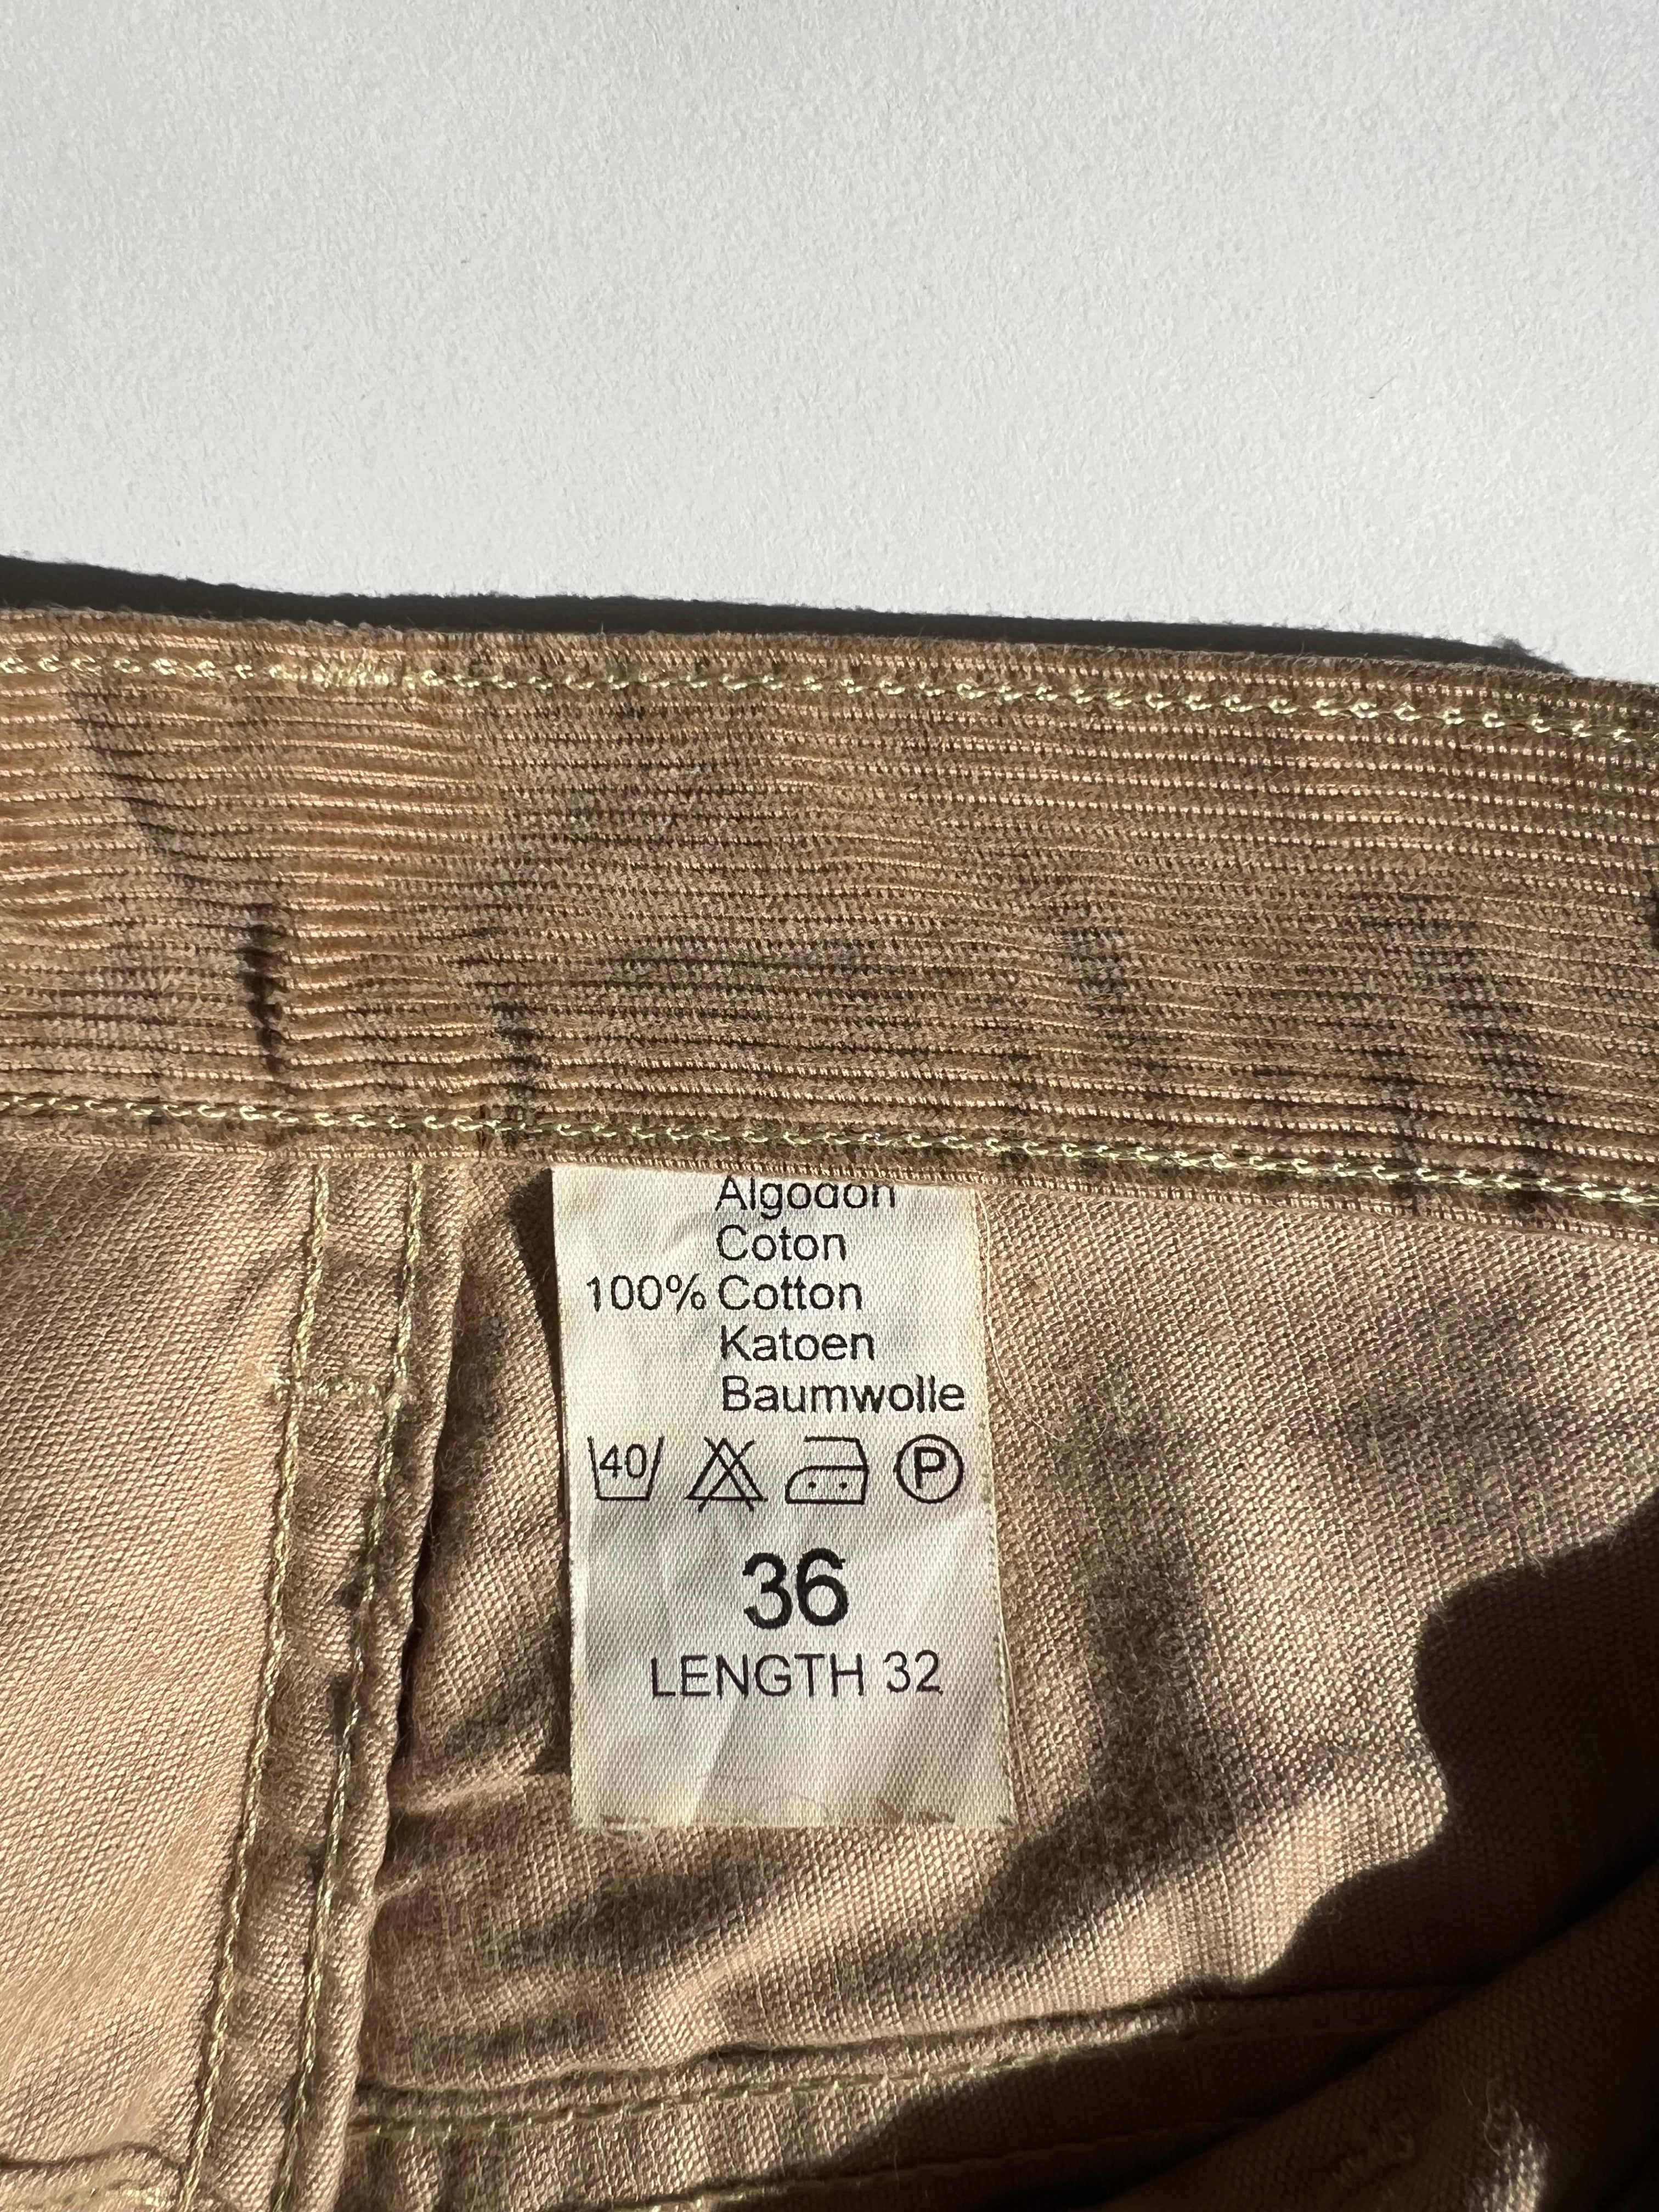 Algodon
Coton
100% Cotton
Katoen
Baumwolle
40 P
36
LENGTH 32